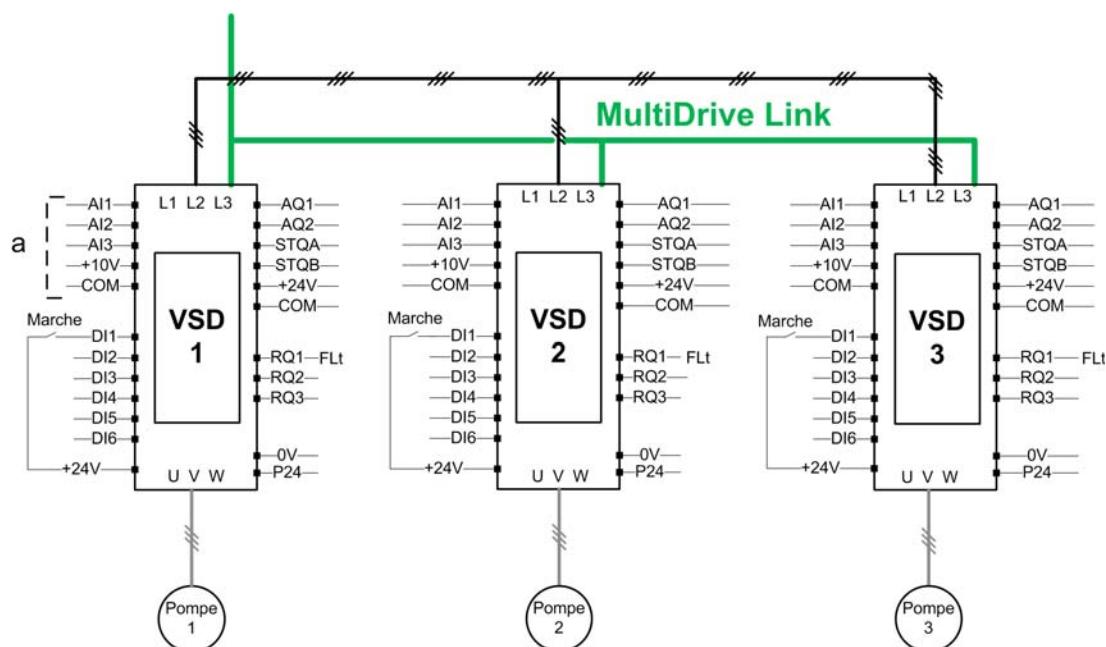 MultiDrive Link
L1 L2 L3
L1 L2 L3
L1 L2 L3
a
AI1
AI2
AI3
+10V
COM
Marche
DI1
DI2
DI3
DI4
DI5
DI6
+24V
VSD
1
AQ1
AQ2
STQA
STQB
+24V
COM
RQ1 FLt
RQ2
RQ3
0V
P24
U V W
Pompe
1
AI1
AI2
AI3
+10V
COM
Marche
DI1
DI2
DI3
DI4
DI5
DI6
+24V
VSD
2
AQ1
AQ2
STQA
STQB
+24V
COM
RQ1 FLt
RQ2
RQ3
0V
P24
U V W
Pompe
2
AI1
AI2
AI3
+10V
COM
Marche
DI1
DI2
DI3
DI4
DI5
DI6
+24V
VSD
3
AQ1
AQ2
STQA
STQB
+24V
COM
RQ1 FLt
RQ2
RQ3
0V
P24
U V W
Pompe
3